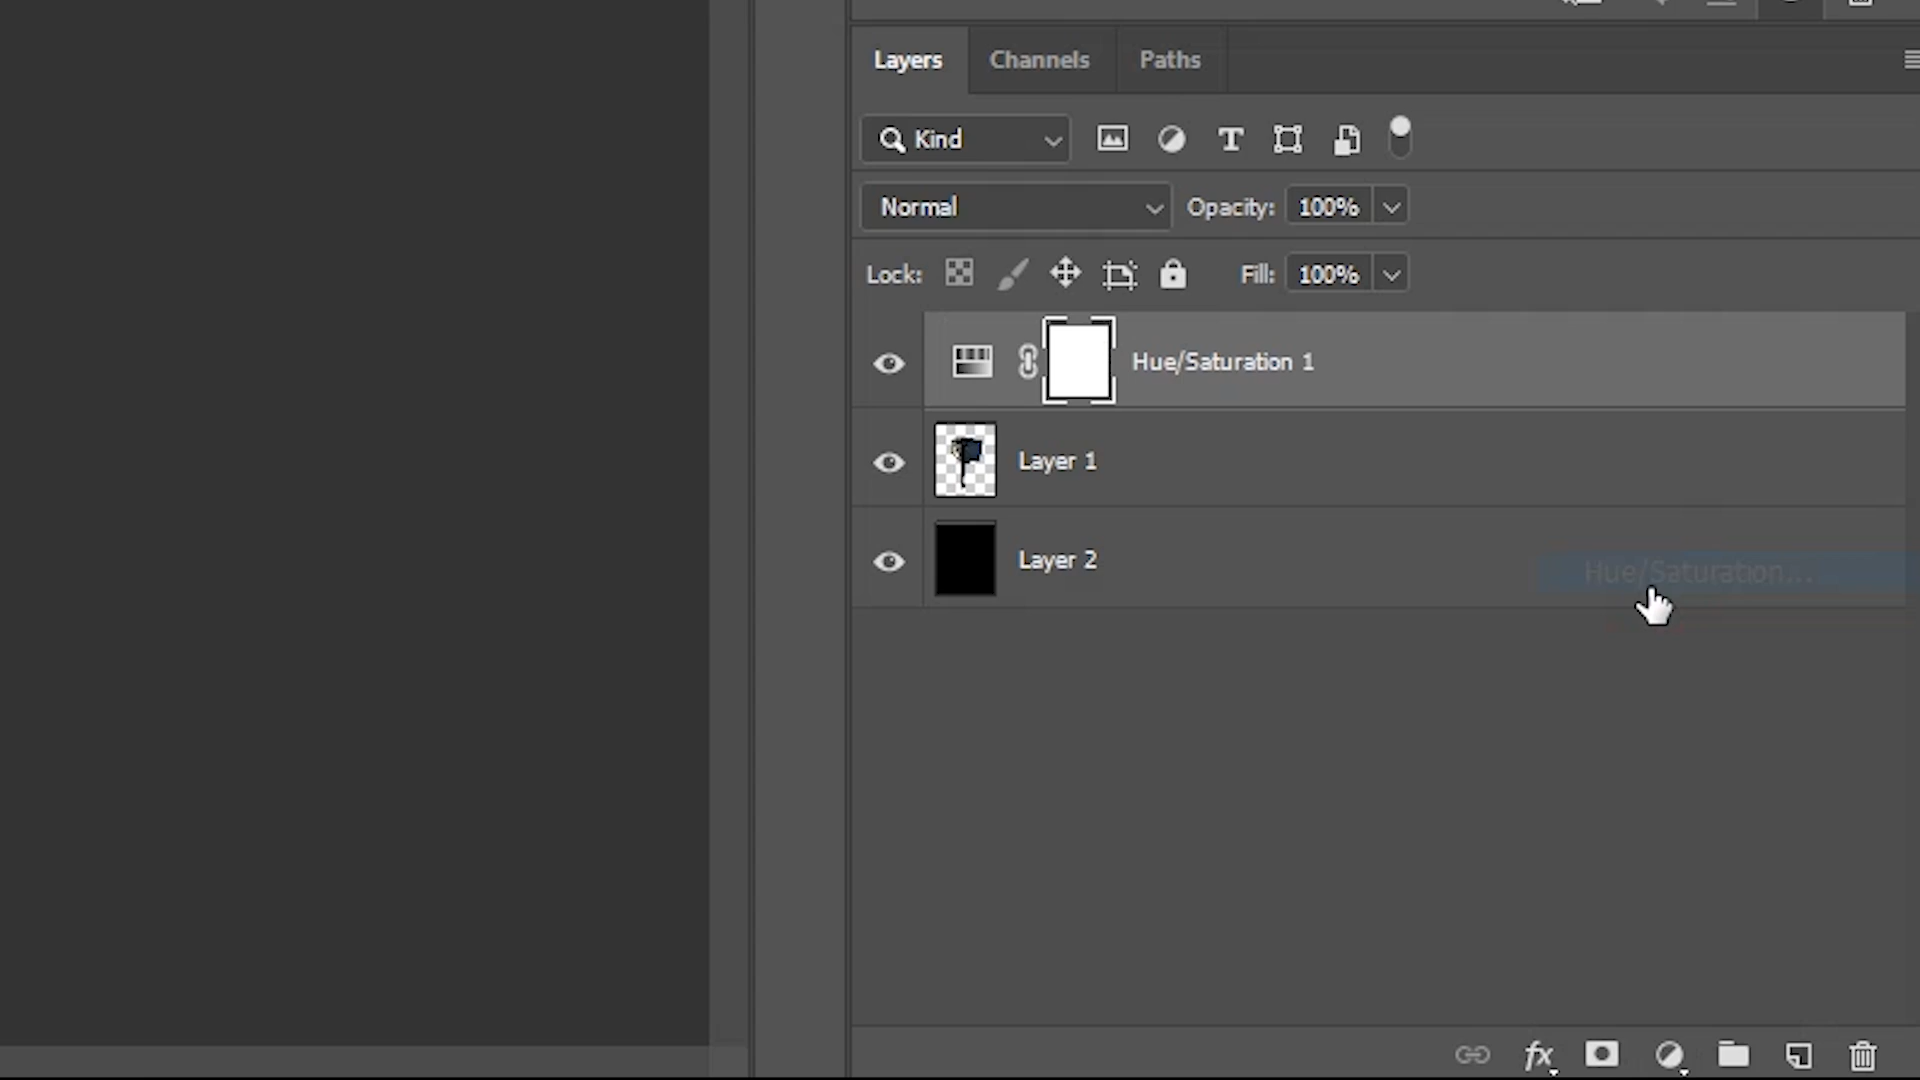 Layers Channels Paths
Kind
Normal Opacity: 100%
Lock: Fill: 100%
Hue/Saturation 1
Layer 1
Layer 2
Hue/Saturation...
fx